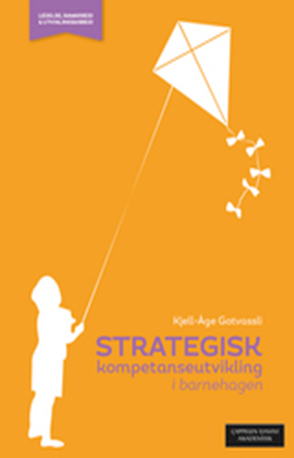 LEDELSE, SAMARBEID
& UTVIKLINGSARBEID
Kjell-Åge Gotvassli
STRATEGISK
kompetanseutvikling
i barnehagen
CAPPELEN DAMM
AKADEMISK